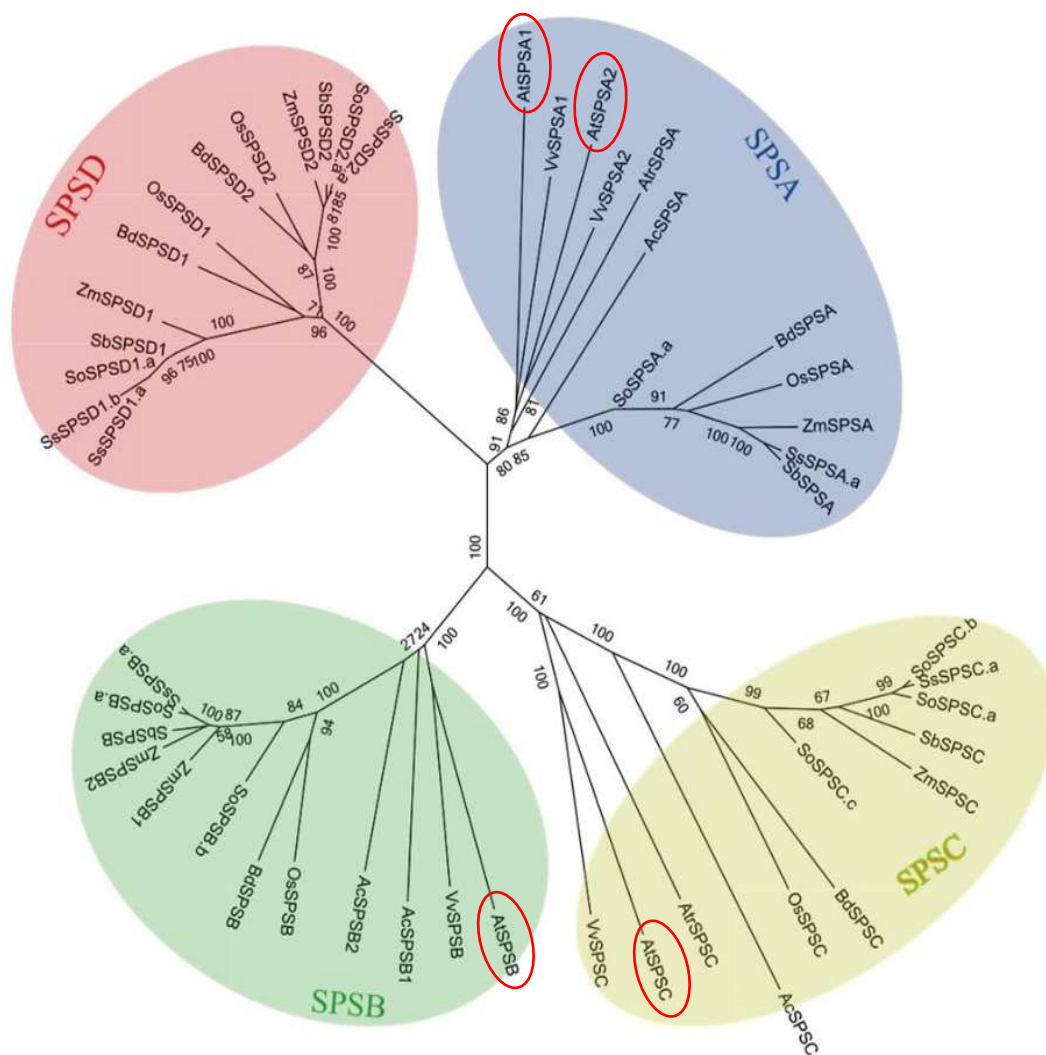 SPSD
SsSPSD2
SoSPSD2.a
SbSPSD2
ZmSPSD2
OsSPSD2
BdSPSD2
OsSPSD1
BdSPSD1
ZmSPSD1
SbSPSD1
SoSPSD1.a
SsSPSD1.b
SsSPSD1.a
8185
100
100
87
71
96
100
100
100
75
96
SPSA
AtSPSA1
VvSPSA1
AtSPSA2
VvSPSA2
AtrSPSA
AcSPSA
SoSPSA.a
BdSPSA
OsSPSA
ZmSPSA
SsSPSA.a
SbSPSA
86
81
91
80
85
100
91
77
100
100
100
SPSB
SsSPSB.a
SoSPSB.a
SbSPSB
ZmSPSB2
ZmSPSB1
SoSPSB.b
BdSPSB
OsSPSB
AcSPSB2
AcSPSB1
VvSPSB
AtSPSB
100
87
58
100
84
94
100
27
24
100
SPSC
SoSPSC.b
SsSPSC.a
SoSPSC.a
SbSPSC
ZmSPSC
SoSPSC.c
BdSPSC
OsSPSC
AcSPSC
AtrSPSC
AtSPSC
VvSPSC
61
100
100
100
100
60
99
68
67
99
100